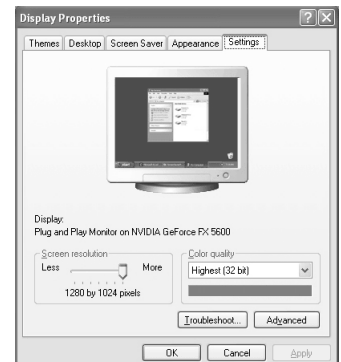 Display Properties
Themes Desktop Screen Saver Appearance Settings
Display:
Plug and Play Monitor on NVIDIA GeForce FX 5600
Screen resolution
Less More
1280 by 1024 pixels
Color quality
Highest (32 bit)
Troubleshoot... Advanced
OK Cancel Apply